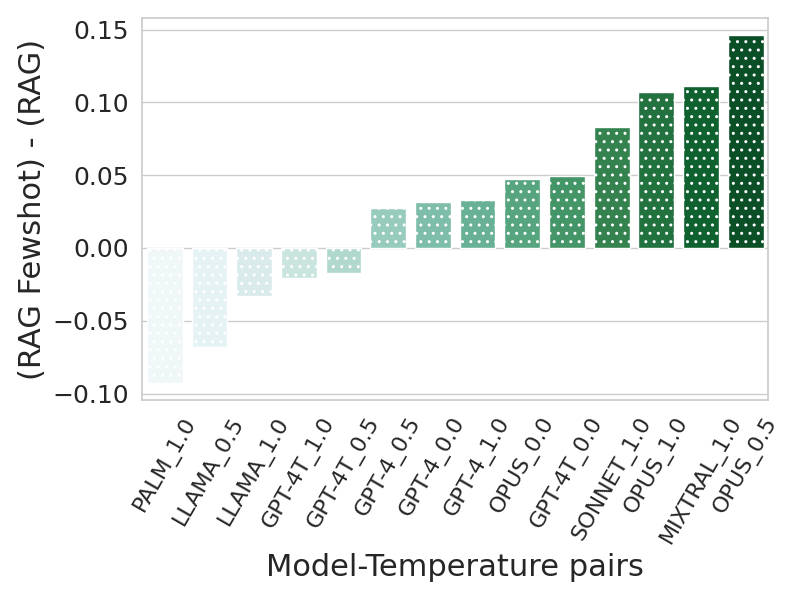 (RAG Fewshot) - (RAG)
0.15
0.10
0.05
0.00
−0.05
−0.10
PALM_1.0
LLAMA_0.5
LLAMA_1.0
GPT-4T_1.0
GPT-4T_0.5
GPT-4_0.5
GPT-4_0.0
GPT-4_1.0
OPUS_0.0
GPT-4T_0.0
SONNET_1.0
OPUS_1.0
MIXTRAL_1.0
OPUS_0.5
Model-Temperature pairs